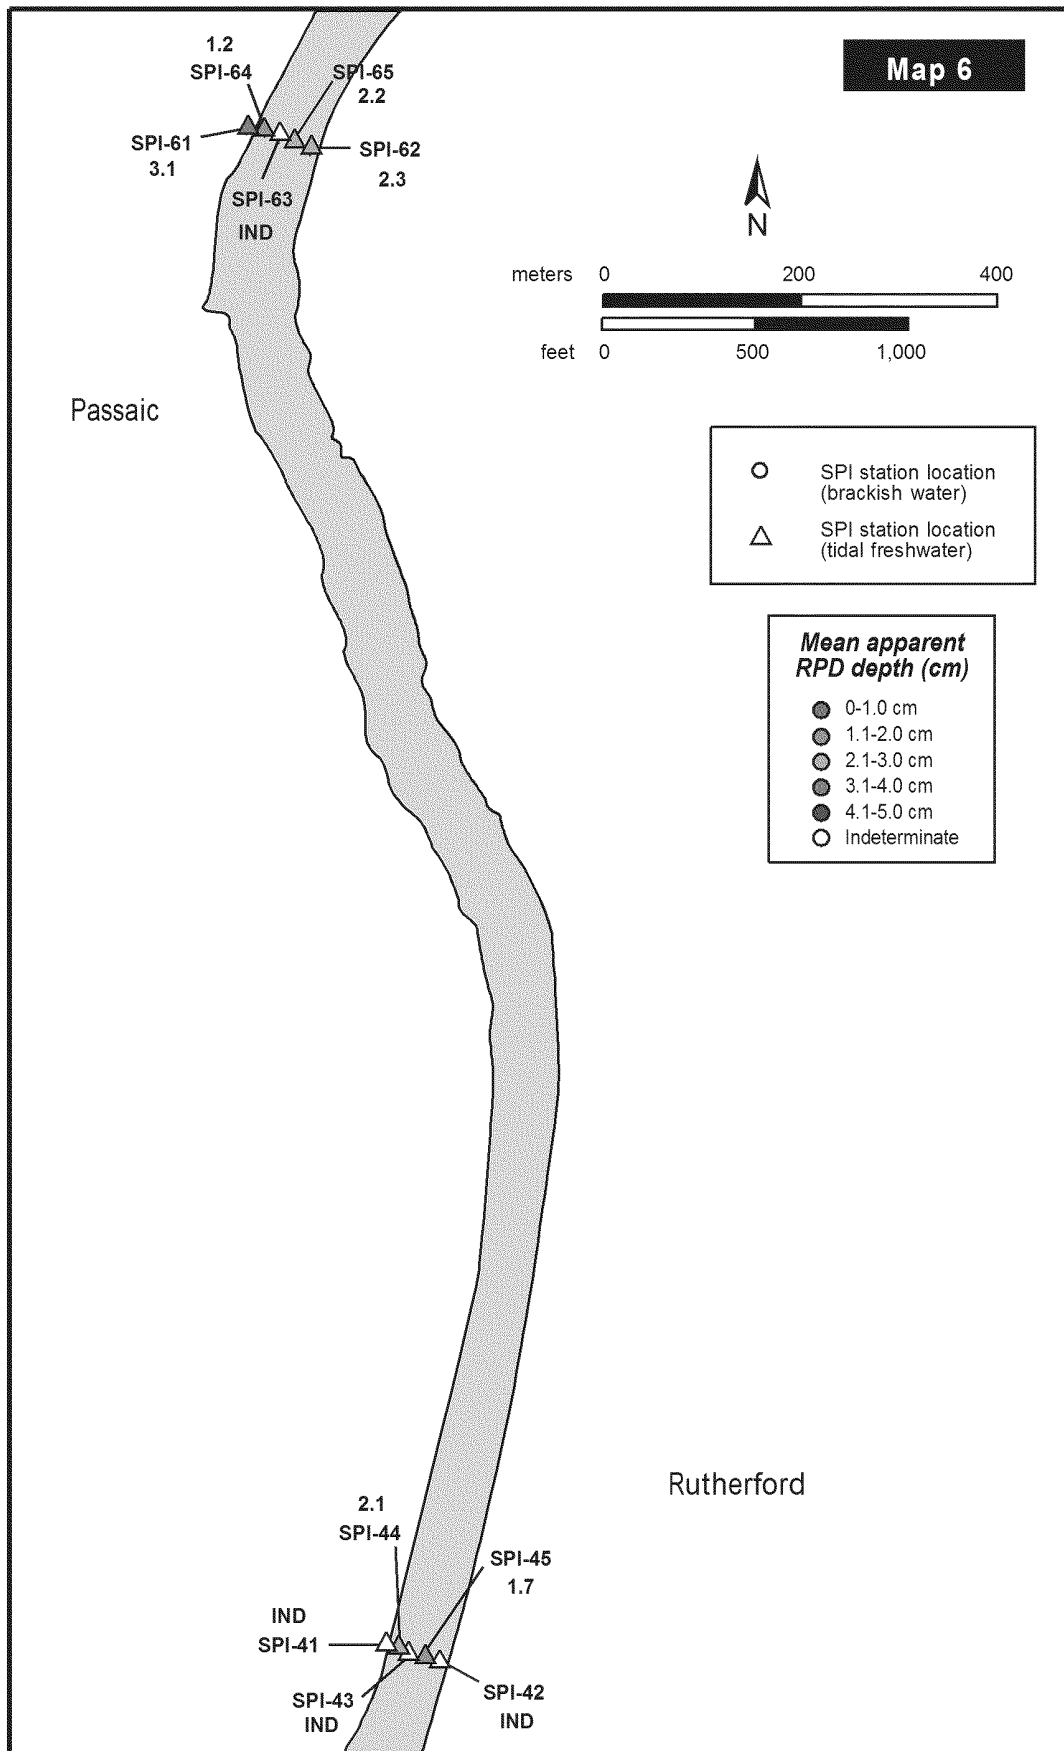 Map 6
1.2
SPI-64
SPI-65
2.2
SPI-61
3.1
SPI-62
2.3
SPI-63
IND
N
meters 0 200 400
feet 0 500 1,000
Passaic
SPI station location
(brackish water)
SPI station location
(tidal freshwater)
Mean apparent
RPD depth (cm)
0-1.0 cm
1.1-2.0 cm
2.1-3.0 cm
3.1-4.0 cm
4.1-5.0 cm
Indeterminate
Rutherford
2.1
SPI-44
SPI-45
1.7
IND
SPI-41
SPI-43
IND
SPI-42
IND